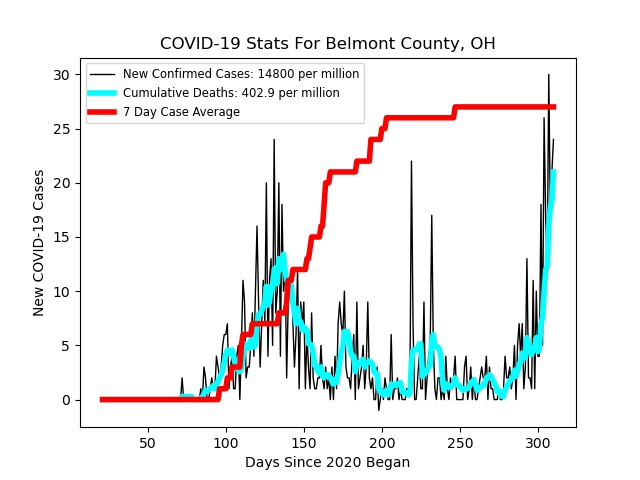 COVID-19 Stats For Belmont County, OH
New Confirmed Cases: 14800 per million
Cumulative Deaths: 402.9 per million
7 Day Case Average
New COVID-19 Cases
30
25
20
15
10
5
0
50 100 150 200 250 300
Days Since 2020 Began